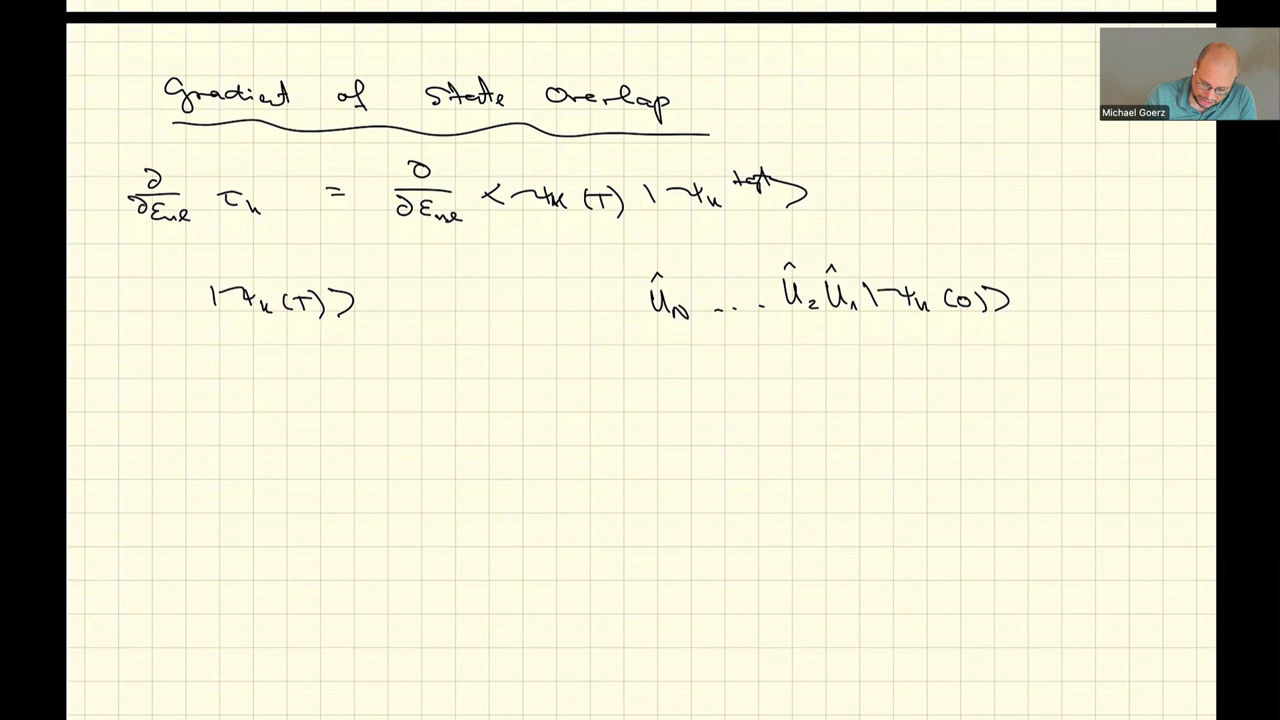 Gradient of state overlap
Michael Goerz
∂/∂ε_nl τ_k = ∂/∂ε_nl <Ψ_k (T) | Ψ_k^tgt>
|Ψ_k (T)> Û_N ... Û_2 Û_1 |Ψ_k (0)>